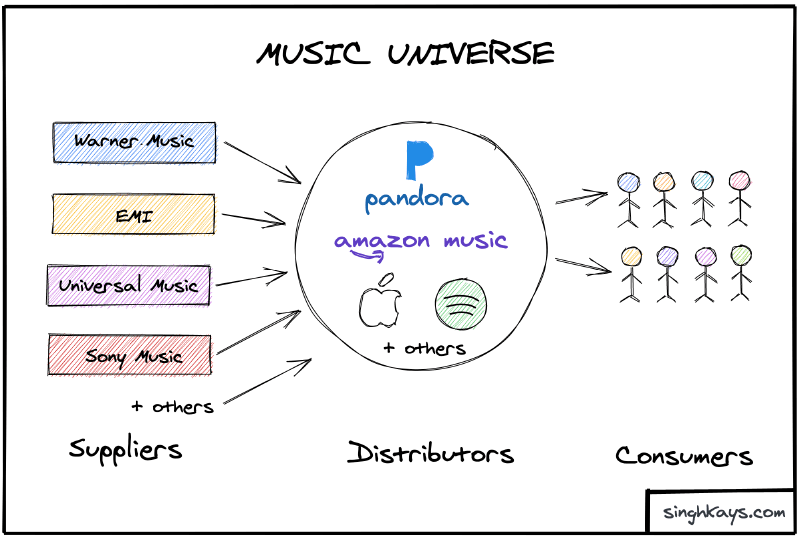 MUSIC UNIVERSE
Warner Music
EMI
Universal Music
Sony Music
+ others
Suppliers
pandora
amazon music
+ others
Distributors
Consumers
singhkays.com